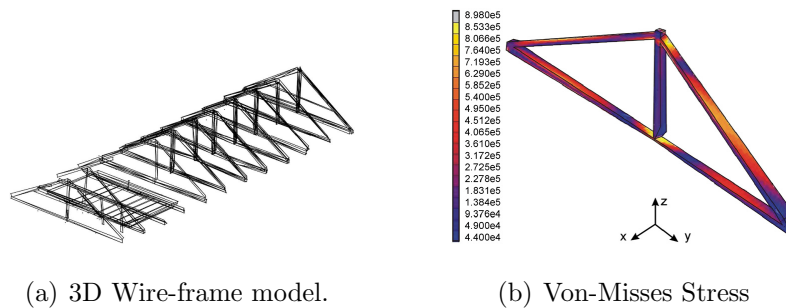 8.980e5
8.533e5
8.066e5
7.640e5
7.193e5
6.290e5
5.852e5
5.400e5
4.950e5
4.512e5
4.065e5
3.610e5
3.172e5
2.725e5
2.278e5
1.831e5
1.384e5
9.376e4
4.900e4
4.400e4
z
x
y
(a) 3D Wire-frame model.
(b) Von-Misses Stress